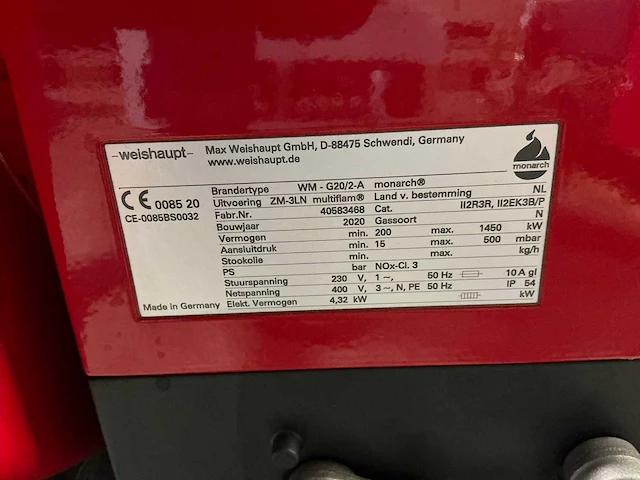 –weishaupt– Max Weishaupt GmbH, D-88475 Schwendi, Germany
www.weishaupt.de
monarch
CE 0085 20
CE-0085BS0032
Brandertype WM - G20/2-A monarch®
Uitvoering ZM-3LN multiflam® Land v. bestemming NL
Fabr.Nr. 40583468 Cat. II2R3R, II2EK3B/P
Bouwjaar 2020 Gassoort N
Vermogen min. 200 max. 1450 kW
Aansluitdruk min. 15 max. 500 mbar
Stookolie min. max. kg/h
PS bar NOx-Cl. 3
Stuurspanning 230 V, 1 ~, 50 Hz 10 A gl
Netspanning 400 V, 3 ~, N, PE 50 Hz IP 54
Elekt. Vermogen 4,32 kW kW
Made in Germany